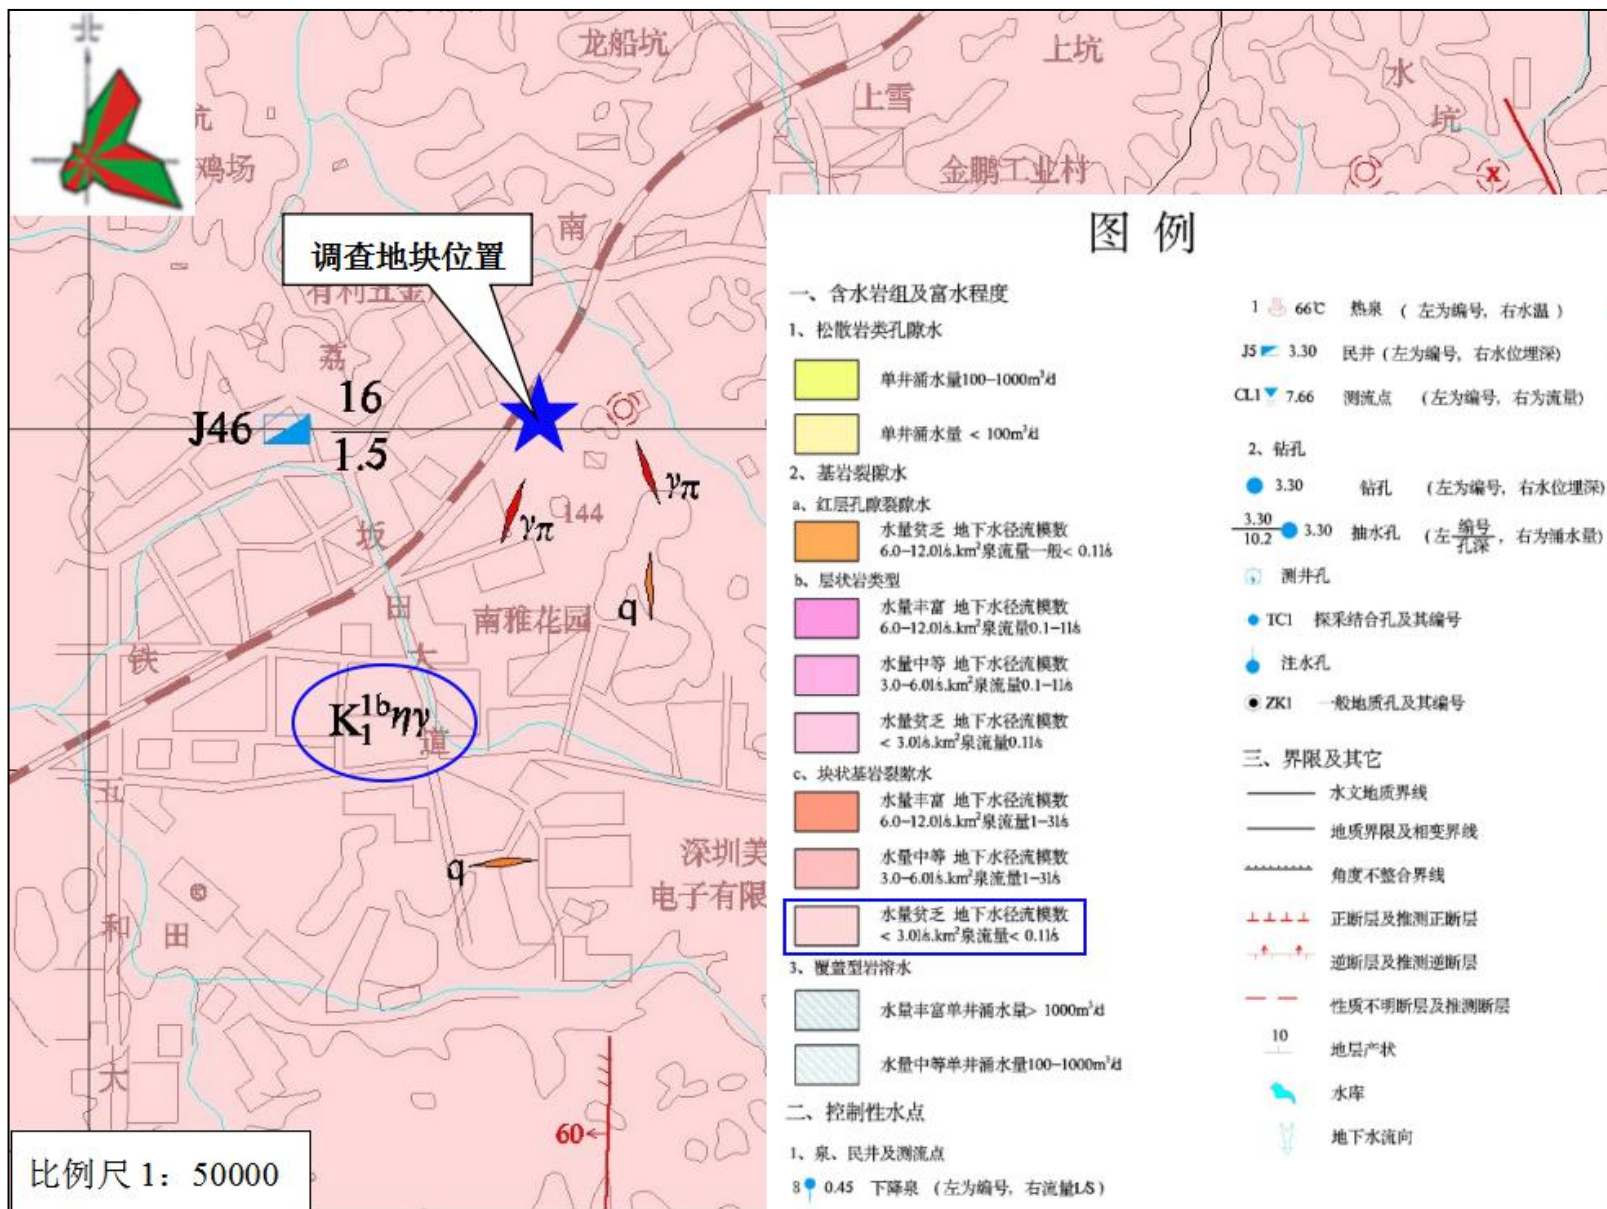 北
龙船坑
上坑
水
坑
上雪
坑
鸡场
金鹏工业村
南
调查地块位置
有利五金
荔
J46
16
1.5
γπ
γπ
144
坂
田
大
道
q
南雅花园
铁
K₁¹ᵇηγ
五
和
大
q
深圳美
电子有限
田
60
比例尺 1：50000
x
图 例
一、含水岩组及富水程度
1、松散岩类孔隙水
单井涌水量100-1000m³/d
单井涌水量 < 100m³/d
2、基岩裂隙水
a、红层孔隙裂隙水
水量贫乏 地下水径流模数
6.0-12.0l/s.km²泉流量一般< 0.1l/s
b、层状岩类型
水量丰富 地下水径流模数
6.0-12.0l/s.km²泉流量0.1-1l/s
水量中等 地下水径流模数
3.0-6.0l/s.km²泉流量0.1-1l/s
水量贫乏 地下水径流模数
< 3.0l/s.km²泉流量0.1l/s
c、块状基岩裂隙水
水量丰富 地下水径流模数
6.0-12.0l/s.km²泉流量1-3l/s
水量中等 地下水径流模数
3.0-6.0l/s.km²泉流量1-3l/s
水量贫乏 地下水径流模数
< 3.0l/s.km²泉流量< 0.1l/s
3、覆盖型岩溶水
水量丰富单井涌水量> 1000m³/d
水量中等单井涌水量100-1000m³/d
二、控制性水点
1、泉、民井及测流点
8 0.45 下降泉 （左为编号，右流量L/S）
1 66℃ 热泉 （ 左为编号，右水温 ）
J5 3.30 民井 （左为编号，右水位埋深）
CL1 7.66 测流点 （左为编号，右为流量）
2、钻孔
3.30 钻孔 （左为编号，右水位埋深）
3.30
10.2
3.30 抽水孔 （左编号/孔深，右为涌水量）
测井孔
TC1 探采结合孔及其编号
注水孔
ZK1 一般地质孔及其编号
三、界限及其它
水文地质界线
地质界限及相变界线
角度不整合界线
正断层及推测正断层
逆断层及推测逆断层
性质不明断层及推测断层
10 地层产状
水库
地下水流向